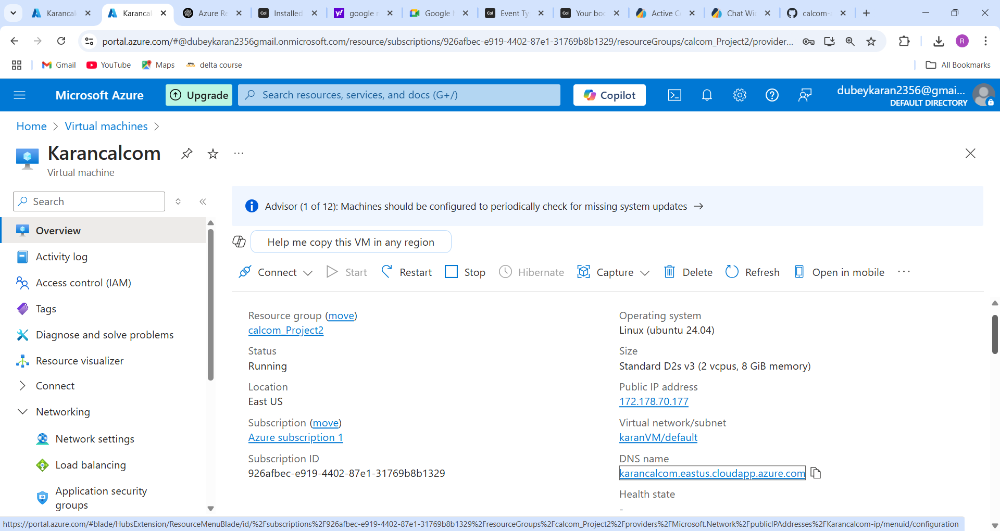 Karancal
Karancal
Azure Re
Installed
google r
Google
Event Ty
Your boo
Active C
Chat Wi
calcom-
portal.azure.com/#@dubeykaran2356gmail.onmicrosoft.com/resource/subscriptions/926afbec-e919-4402-87e1-31769b8b1329/resourceGroups/calcom_Project2/provider...
R
Gmail
YouTube
Maps
delta course
All Bookmarks
Microsoft Azure
Upgrade
Search resources, services, and docs (G+/)
Copilot
dubeykaran2356@gmai...
DEFAULT DIRECTORY
Home > Virtual machines >
Karancalcom
Virtual machine
Search
Overview
Activity log
Access control (IAM)
Tags
Diagnose and solve problems
Resource visualizer
Connect
Networking
Network settings
Load balancing
Application security
groups
Advisor (1 of 12): Machines should be configured to periodically check for missing system updates →
Help me copy this VM in any region
Connect
Start
Restart
Stop
Hibernate
Capture
Delete
Refresh
Open in mobile
Resource group (move)
calcom_Project2
Status
Running
Location
East US
Subscription (move)
Azure subscription 1
Subscription ID
926afbec-e919-4402-87e1-31769b8b1329
Operating system
Linux (ubuntu 24.04)
Size
Standard D2s v3 (2 vcpus, 8 GiB memory)
Public IP address
172.178.70.177
Virtual network/subnet
karanVM/default
DNS name
karancalcom.eastus.cloudapp.azure.com
Health state
-
https://portal.azure.com/#blade/HubsExtension/ResourceMenuBlade/id/%2Fsubscriptions%2F926afbec-e919-4402-87e1-31769b8b1329%2FresourceGroups%2Fcalcom_Project2%2Fproviders%2FMicrosoft.Network%2FpublicIPAddresses%2FKarancalcom-ip/menuid/configuration